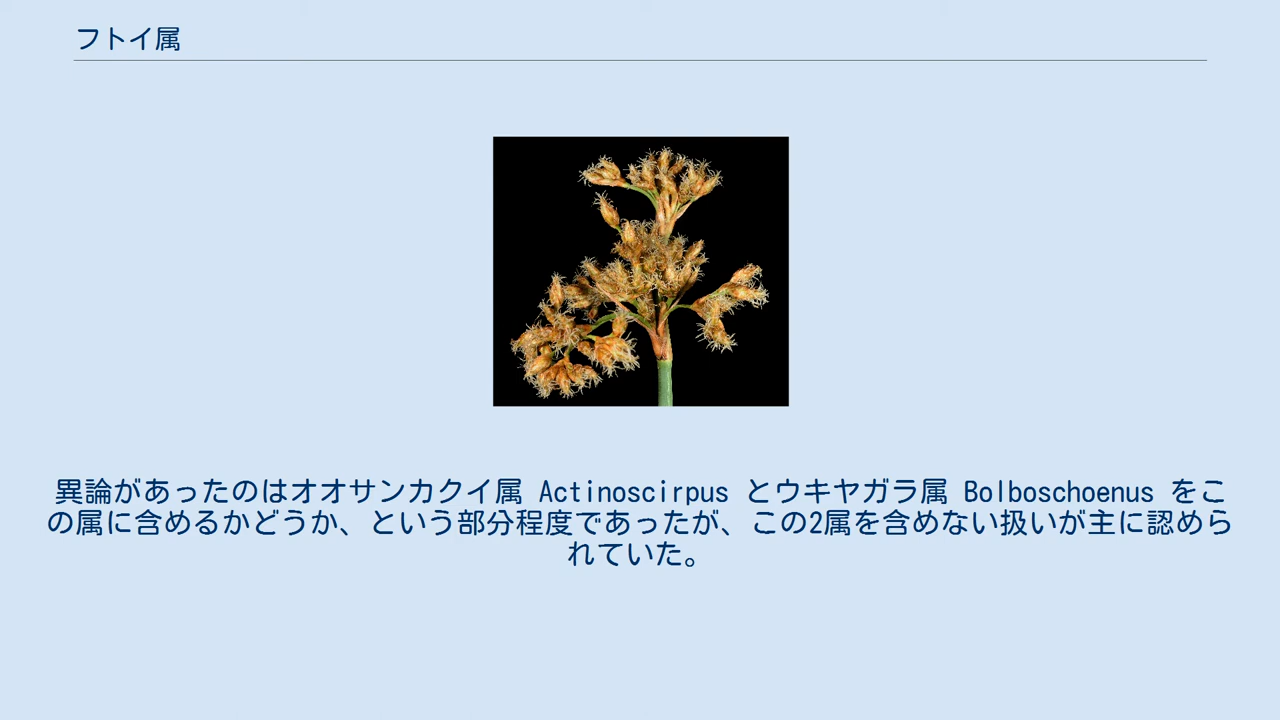 フトイ属
異論があったのはオオサンカクイ属 Actinoscirpus とウキヤガラ属 Bolboschoenus をこ
の属に含めるかどうか、という部分程度であったが、この2属を含めない扱いが主に認めら
れていた。